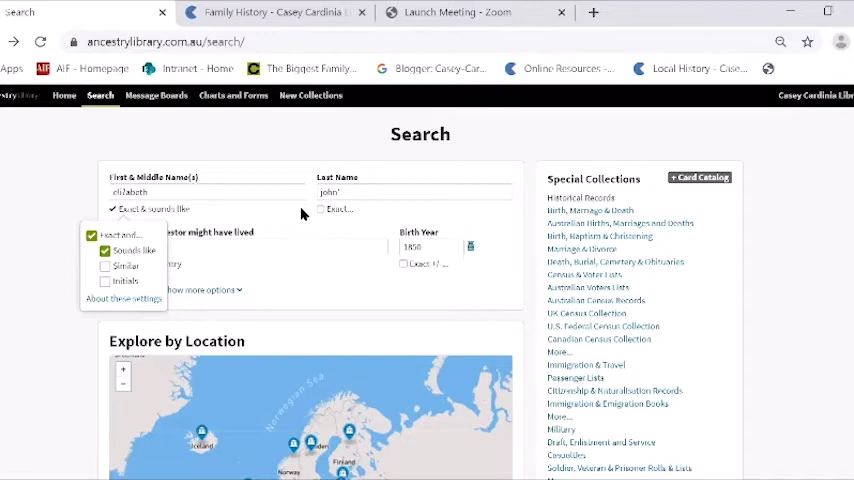 Search
Family History - Casey Cardinia Li
Launch Meeting - Zoom
ancestrylibrary.com.au/search/
Apps
AIF
AIF - Homepage
Intranet - Home
The Biggest Family...
Blogger: Casey-Car...
Online Resources -...
Local History - Case...
Home
Search
Message Boards
Charts and Forms
New Collections
Casey Cardinia Libr
Search
First & Middle Name(s)
Last Name
elizabeth
john*
Exact & sounds like
Exact...
Exact and...
Sounds like
Similar
Initials
About these settings
estor might have lived
Birth Year
1850
ntry
Exact +/- ...
how more options
Explore by Location
+
−
Norwegian Sea
Iceland
Norway
Finland
Special Collections
+ Card Catalog
Historical Records
Birth, Marriage & Death
Australian Births, Marriages and Deaths
Birth, Baptism & Christening
Marriage & Divorce
Death, Burial, Cemetery & Obituaries
Census & Voter Lists
Australian Voters Lists
Australian Census Records
UK Census Collection
U.S. Federal Census Collection
Canadian Census Collection
More...
Immigration & Travel
Passenger Lists
Citizenship & Naturalisation Records
Immigration & Emigration Books
More...
Military
Draft, Enlistment and Service
Casualties
Soldier, Veteran & Prisoner Rolls & Lists